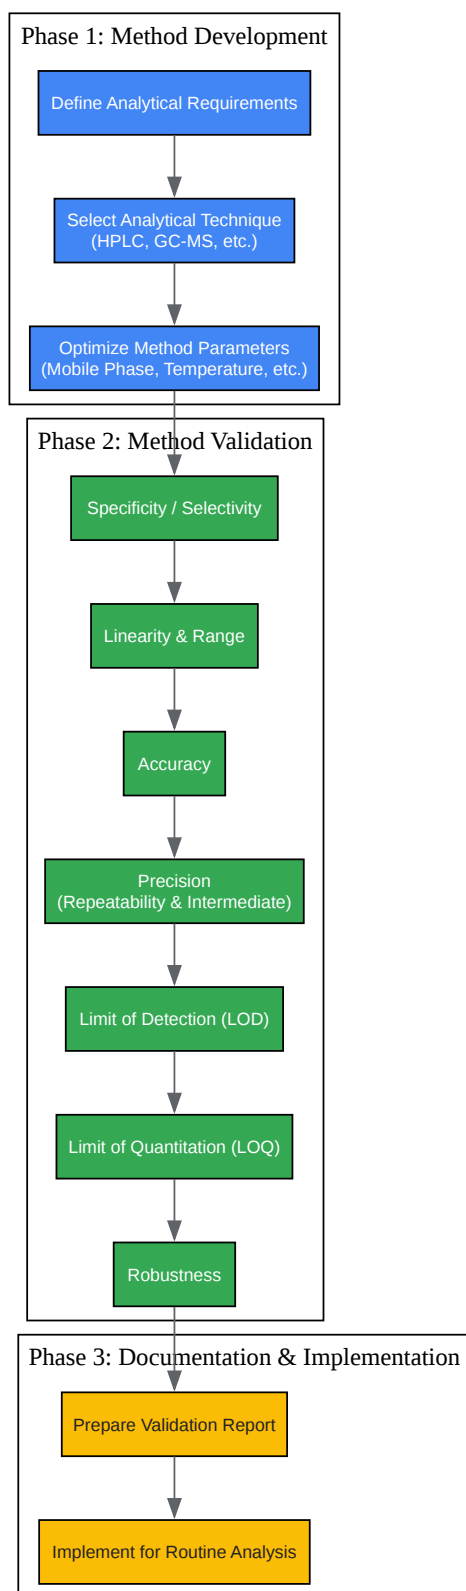 Phase 1: Method Development
Define Analytical Requirements
Select Analytical Technique
(HPLC, GC-MS, etc.)
Optimize Method Parameters
(Mobile Phase, Temperature, etc.)
Phase 2: Method Validation
Specificity / Selectivity
Linearity & Range
Accuracy
Precision
(Repeatability & Intermediate)
Limit of Detection (LOD)
Limit of Quantitation (LOQ)
Robustness
Phase 3: Documentation & Implementation
Prepare Validation Report
Implement for Routine Analysis